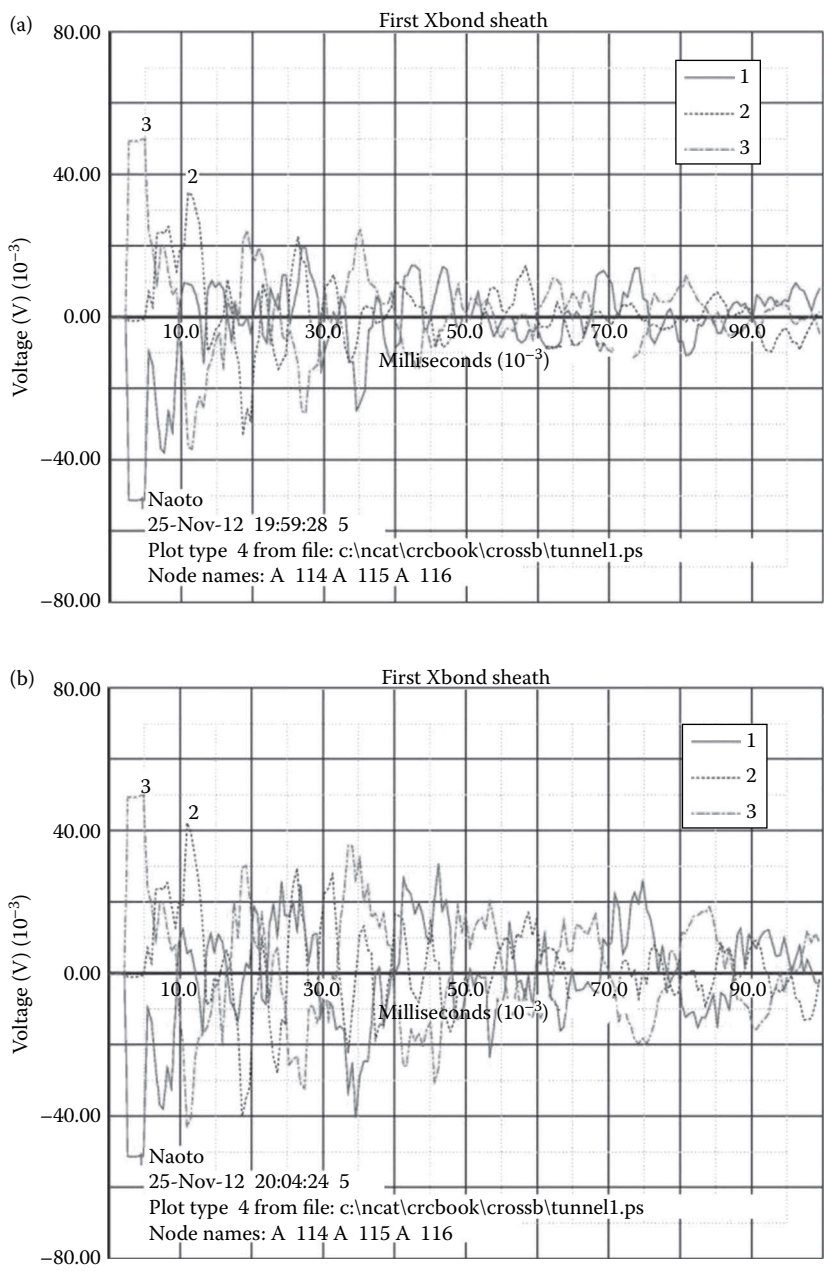 (a)
First Xbond sheath
80.00
40.00
0.00
−40.00
−80.00
Voltage (V) (10⁻³)
1
2
3
3
2
10.0 30.0 50.0 70.0 90.0
Milliseconds (10⁻³)
Naoto
25-Nov-12 19:59:28 5
Plot type 4 from file: c:\ncat\crcbook\crossb\tunnel1.ps
Node names: A 114 A 115 A 116
(b)
First Xbond sheath
80.00
40.00
0.00
−40.00
−80.00
Voltage (V) (10⁻³)
1
2
3
3
2
10.0 30.0 50.0 70.0 90.0
Milliseconds (10⁻³)
Naoto
25-Nov-12 20:04:24 5
Plot type 4 from file: c:\ncat\crcbook\crossb\tunnel1.ps
Node names: A 114 A 115 A 116